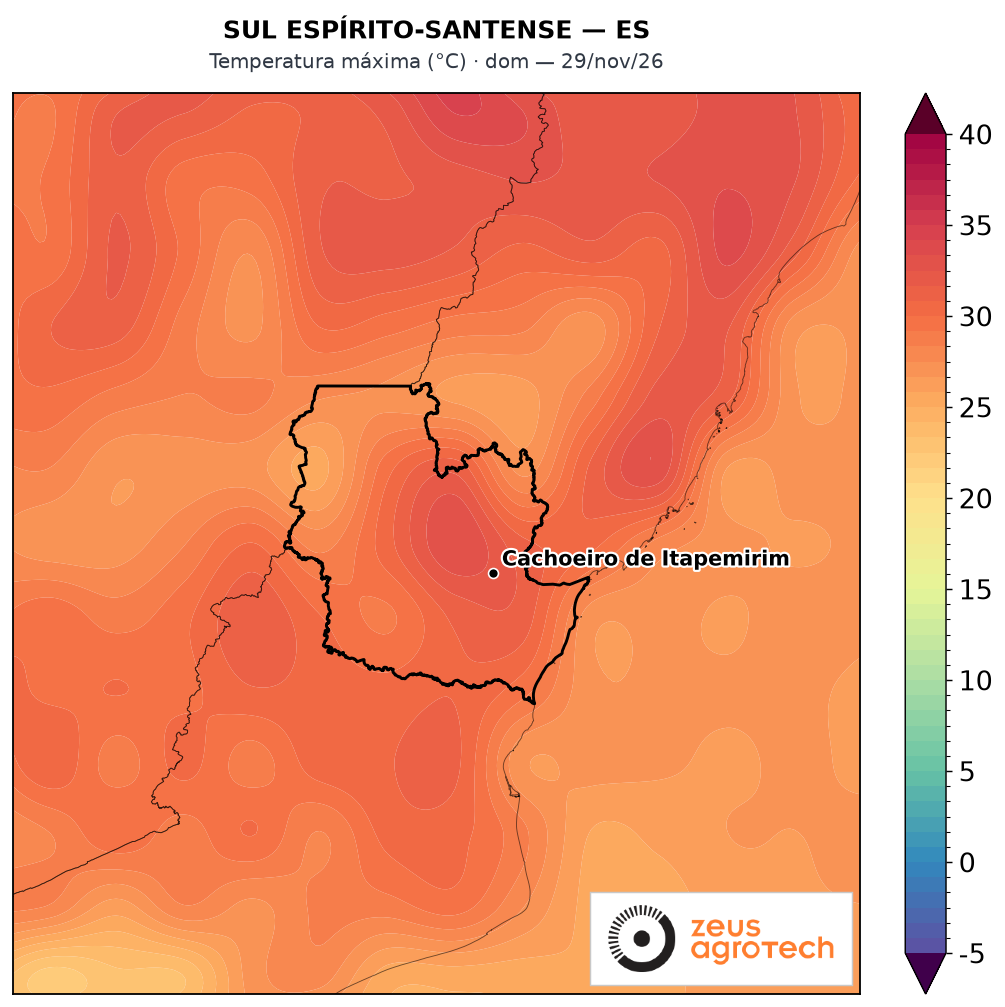 SUL ESPÍRITO-SANTENSE — ES
Temperatura máxima (°C) · dom — 29/nov/26
40
35
30
25
20
15
10
5
0
-5
Cachoeiro de Itapemirim
zeus
agrotech